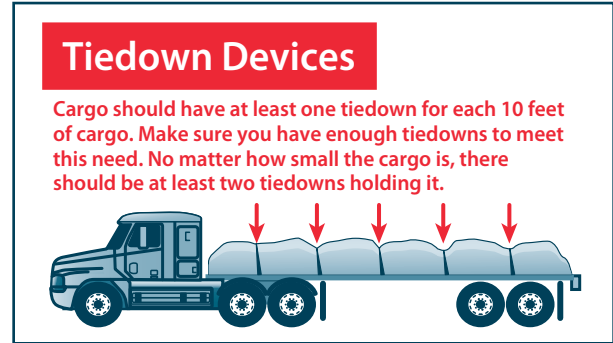 Tiedown Devices
Cargo should have at least one tiedown for each 10 feet
of cargo. Make sure you have enough tiedowns to meet
this need. No matter how small the cargo is, there
should be at least two tiedowns holding it.